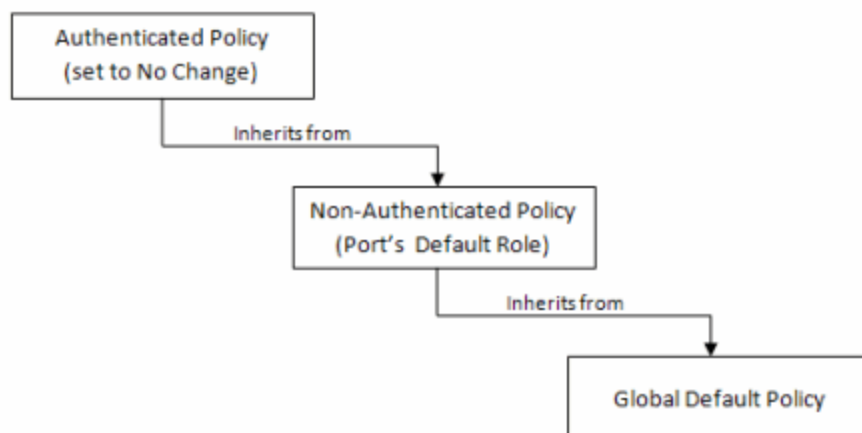 Authenticated Policy
(set to No Change)
Inherits from
Non-Authenticated Policy
(Port's Default Role)
Inherits from
Global Default Policy